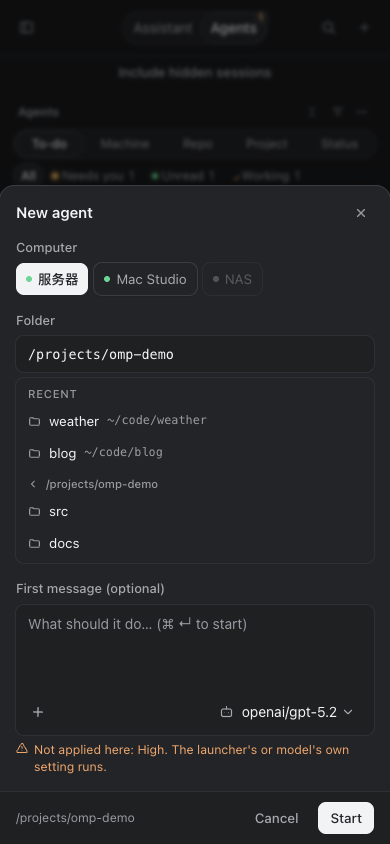 Assistant Agents
Include hidden sessions
Agents
To-do Machine Repo Project Status
All Needs you 1 Unread 1 Working 1
New agent
Computer
服务器 Mac Studio NAS
Folder
/projects/omp-demo
RECENT
weather ~/code/weather
blog ~/code/blog
/projects/omp-demo
src
docs
First message (optional)
What should it do… (⌘ ↵ to start)
openai/gpt-5.2
Not applied here: High. The launcher's or model's own
setting runs.
/projects/omp-demo Cancel Start